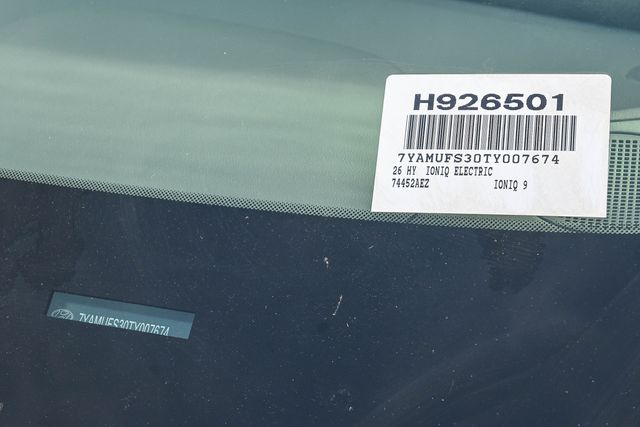 H926501
7YAMUFS30TY007674
26 HY IONIQ ELECTRIC
74452AEZ IONIQ 9
7YAMUFS30TY007674